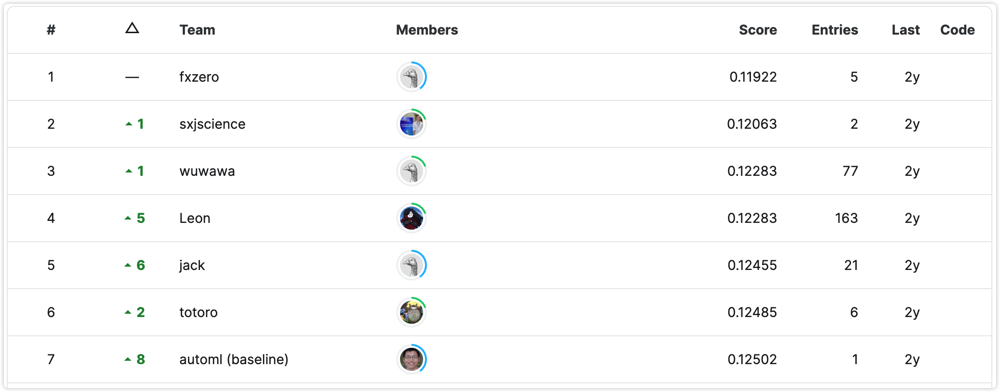 # △ Team Members Score Entries Last Code
1 — fxzero 0.11922 5 2y
2 ▲ 1 sxjscience 0.12063 2 2y
3 ▲ 1 wuwawa 0.12283 77 2y
4 ▲ 5 Leon 0.12283 163 2y
5 ▲ 6 jack 0.12455 21 2y
6 ▲ 2 totoro 0.12485 6 2y
7 ▲ 8 automl (baseline) 0.12502 1 2y